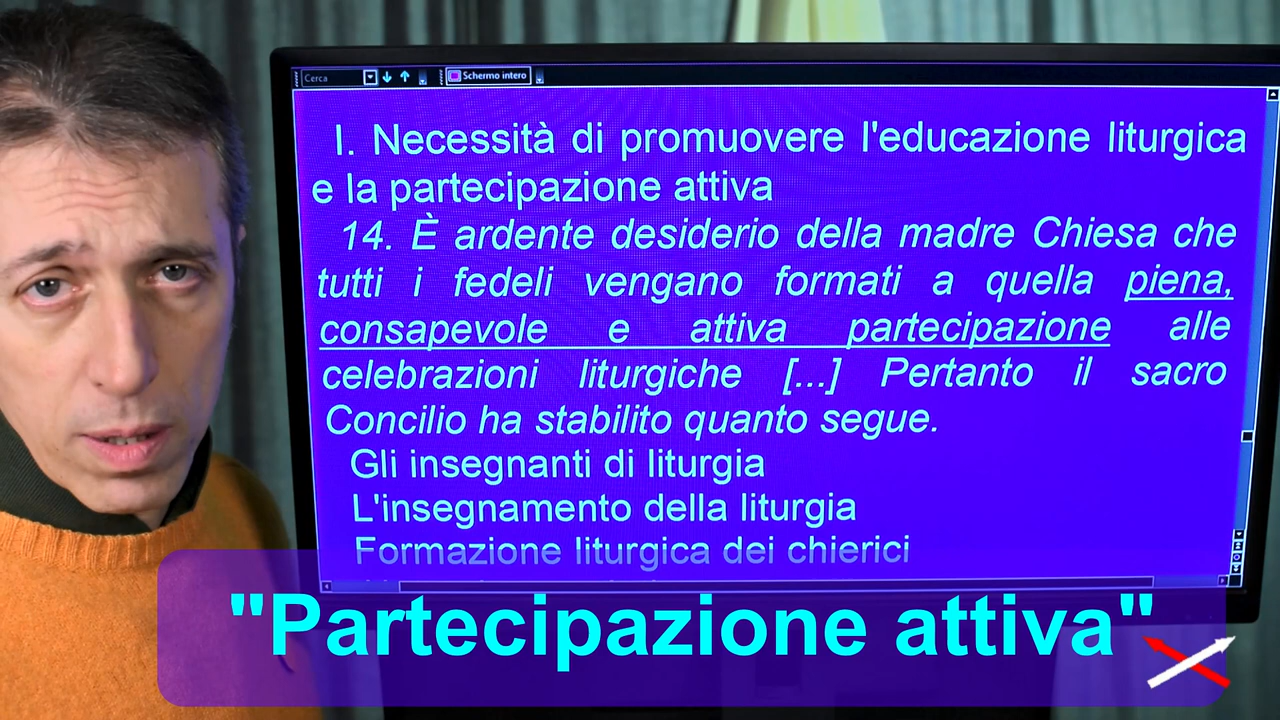 Cerca
Schermo intero
I. Necessità di promuovere l'educazione liturgica
e la partecipazione attiva
14. È ardente desiderio della madre Chiesa che
tutti i fedeli vengano formati a quella piena,
consapevole e attiva partecipazione alle
celebrazioni liturgiche [...] Pertanto il sacro
Concilio ha stabilito quanto segue.
Gli insegnanti di liturgia
L'insegnamento della liturgia
Formazione liturgica dei chierici
"Partecipazione attiva"